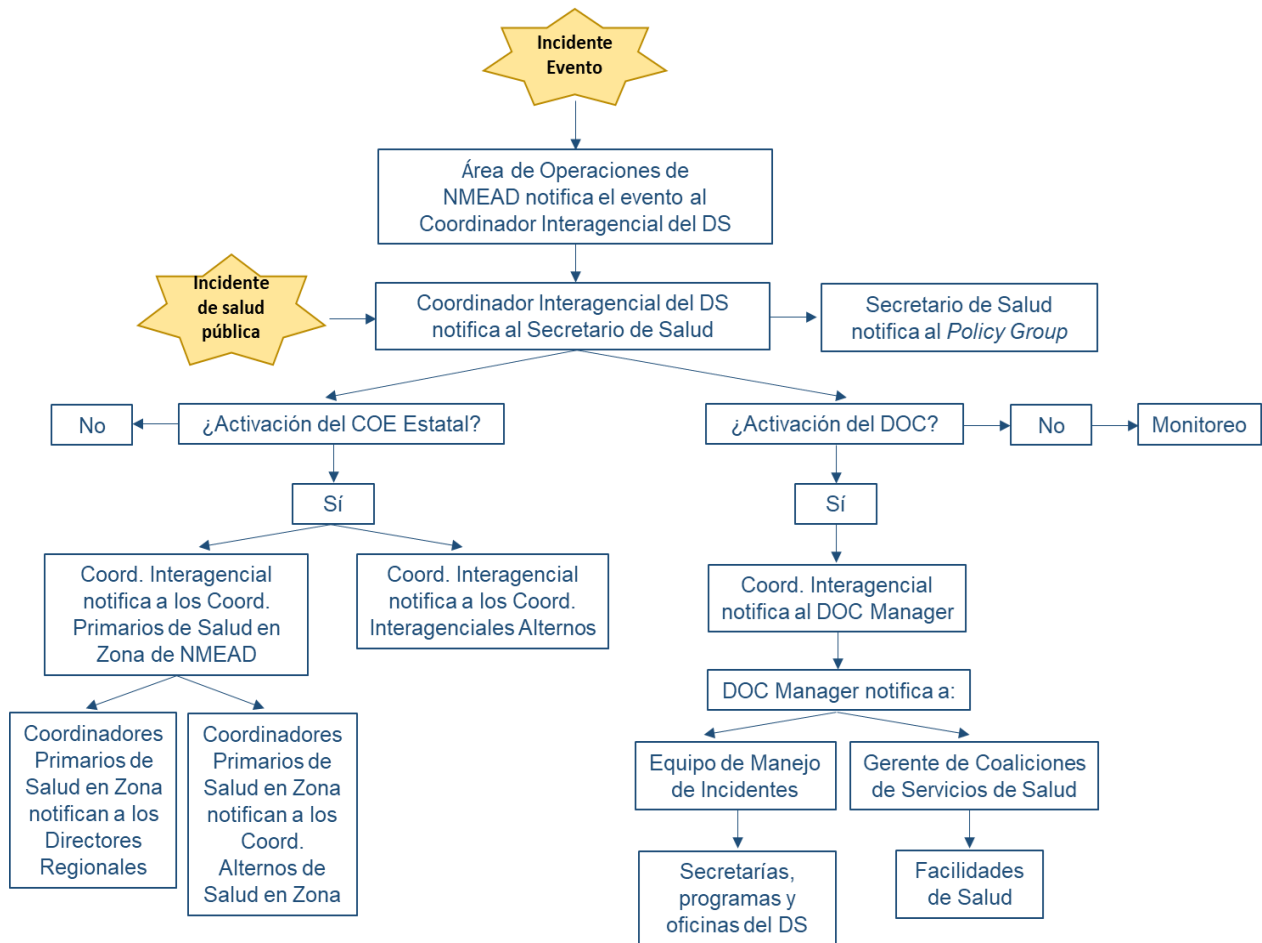 Incidente
Evento
Área de Operaciones de
NMEAD notifica el evento al
Coordinador Interagencial del DS
Incidente
de salud
pública
Coordinador Interagencial del DS
notifica al Secretario de Salud
Secretario de Salud
notifica al Policy Group
No
¿Activación del COE Estatal?
¿Activación del DOC?
No
Monitoreo
Sí
Sí
Coord. Interagencial
notifica a los Coord.
Primarios de Salud en
Zona de NMEAD
Coord. Interagencial
notifica a los Coord.
Interagenciales Alternos
Coord. Interagencial
notifica al DOC Manager
DOC Manager notifica a:
Coordinadores
Primarios de
Salud en Zona
notifican a los
Directores
Regionales
Coordinadores
Primarios de
Salud en Zona
notifican a los
Coord.
Alternos de
Salud en Zona
Equipo de Manejo
de Incidentes
Gerente de Coaliciones
de Servicios de Salud
Secretarías,
programas y
oficinas del DS
Facilidades
de Salud